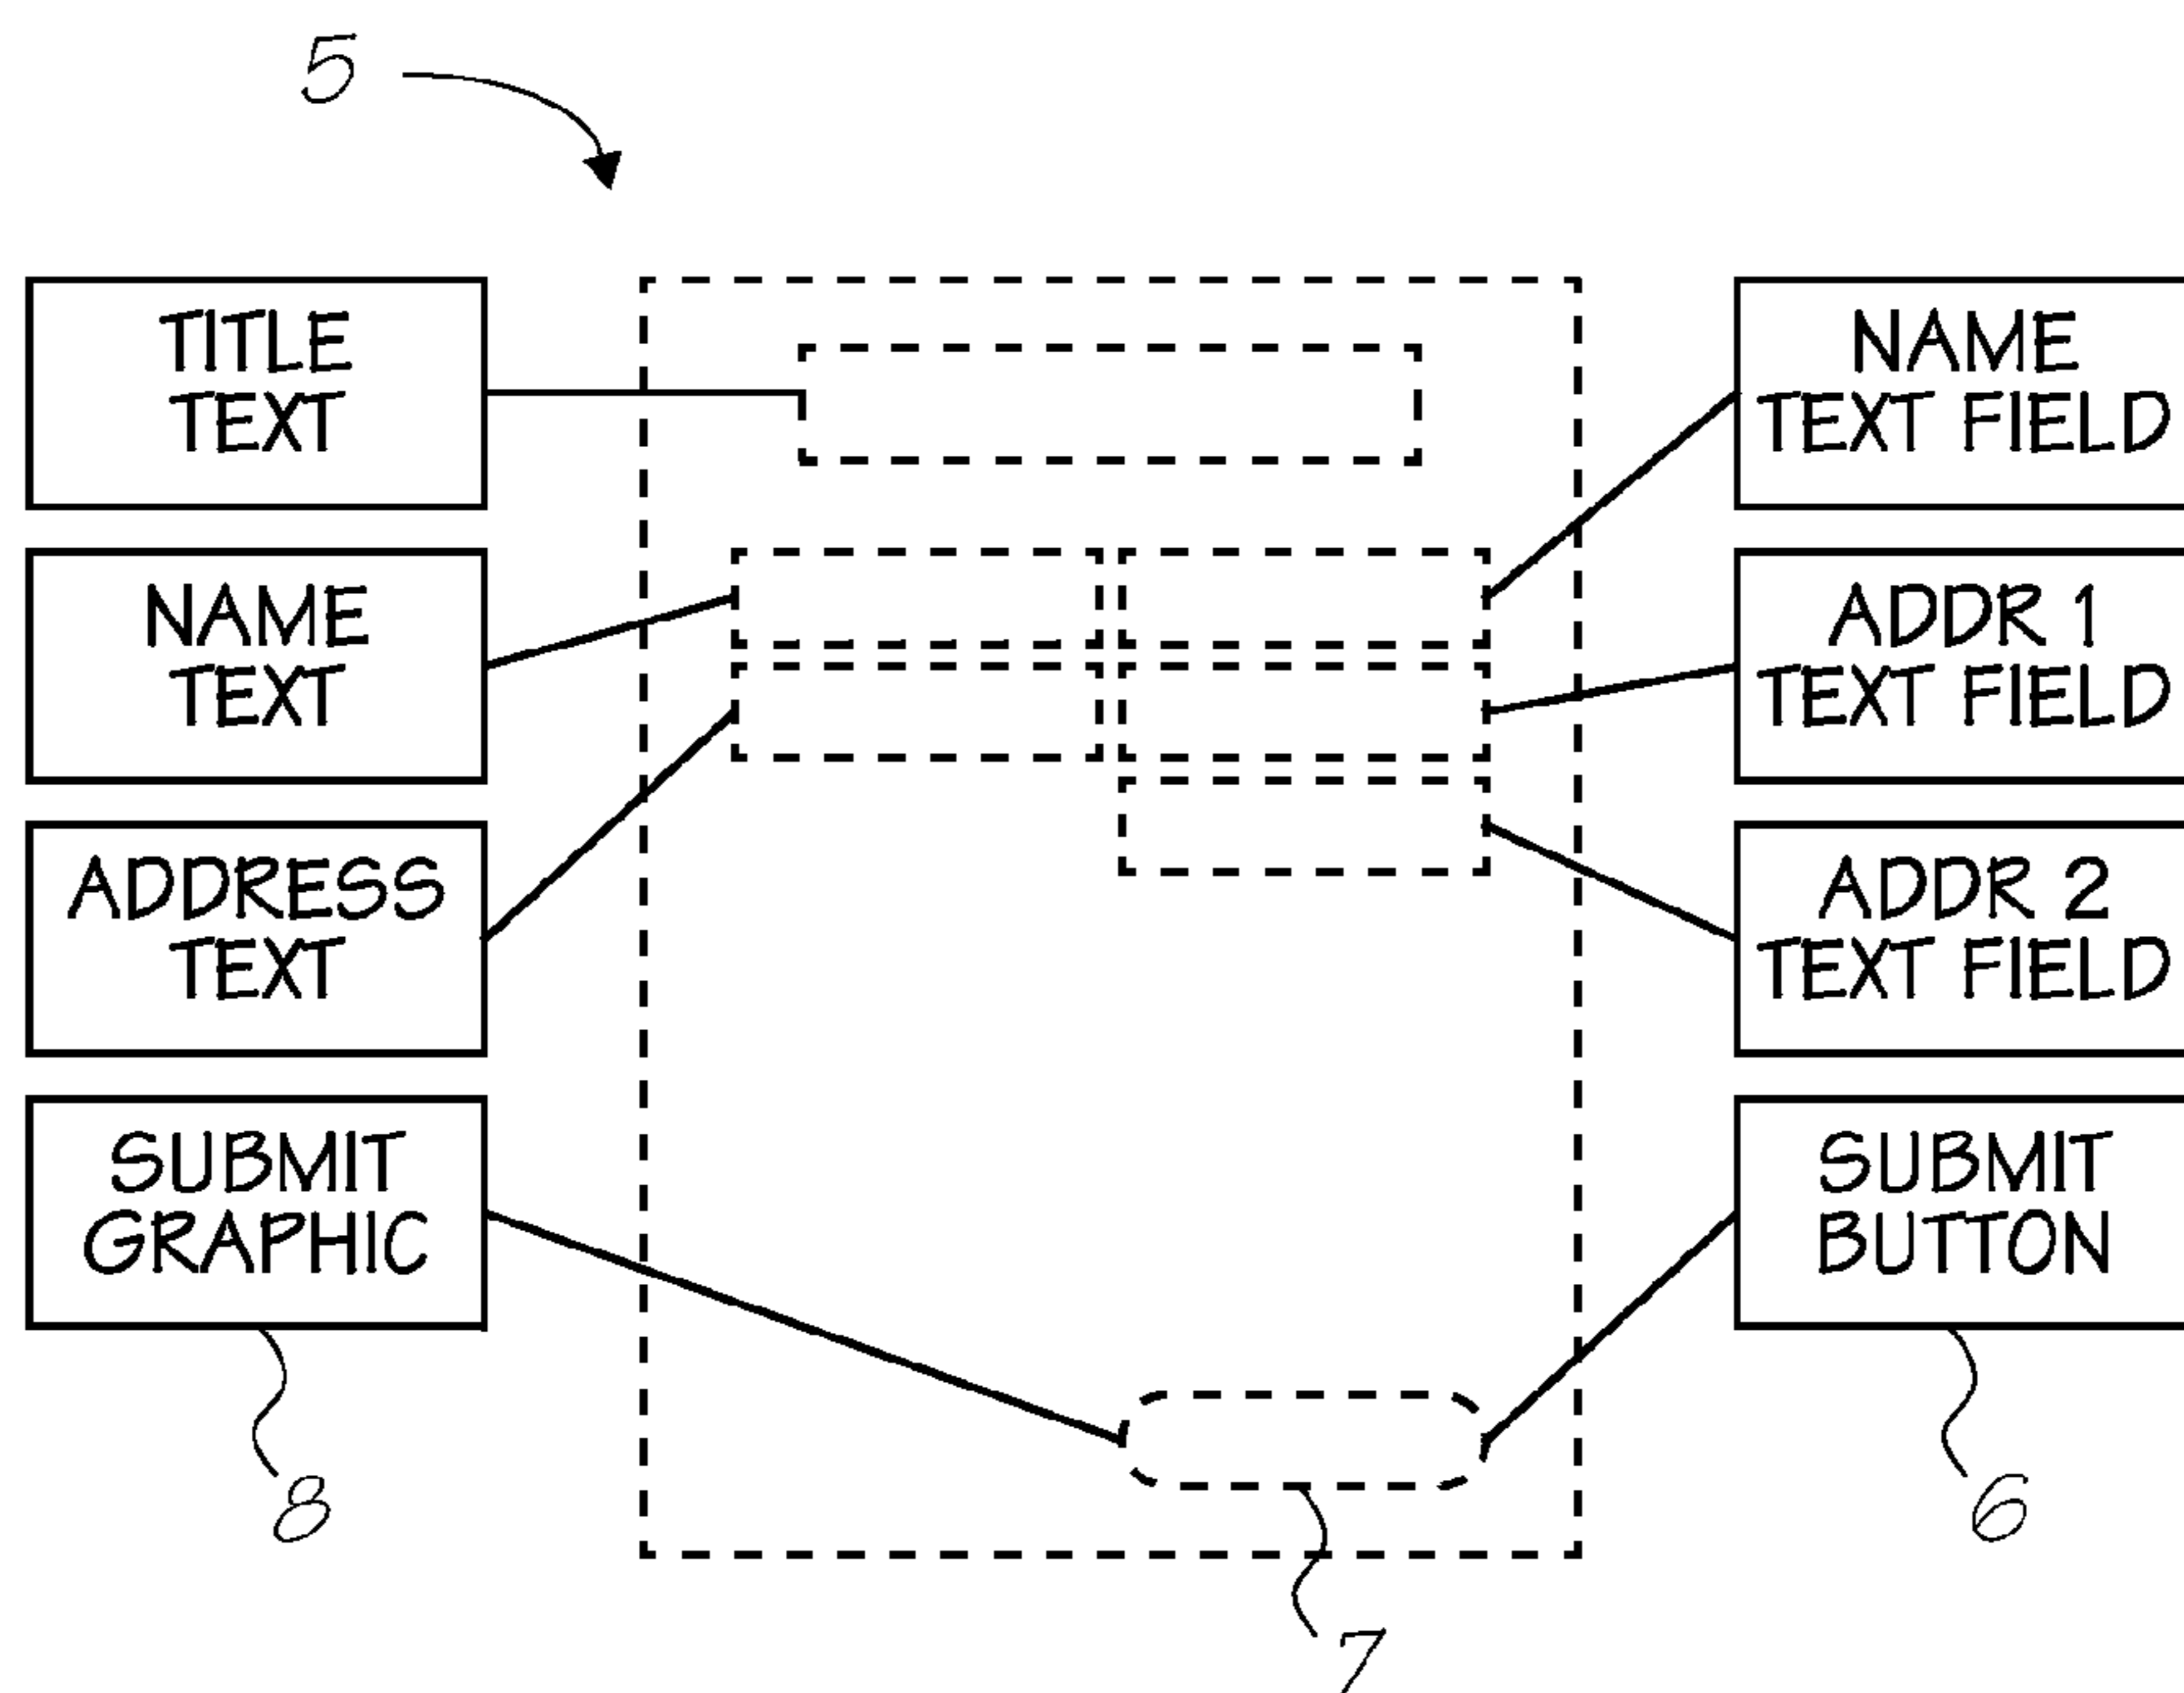 5
TITLE
TEXT
NAME
TEXT
ADDRESS
TEXT
SUBMIT
GRAPHIC
8
NAME
TEXT FIELD
ADDR 1
TEXT FIELD
ADDR 2
TEXT FIELD
SUBMIT
BUTTON
6
7